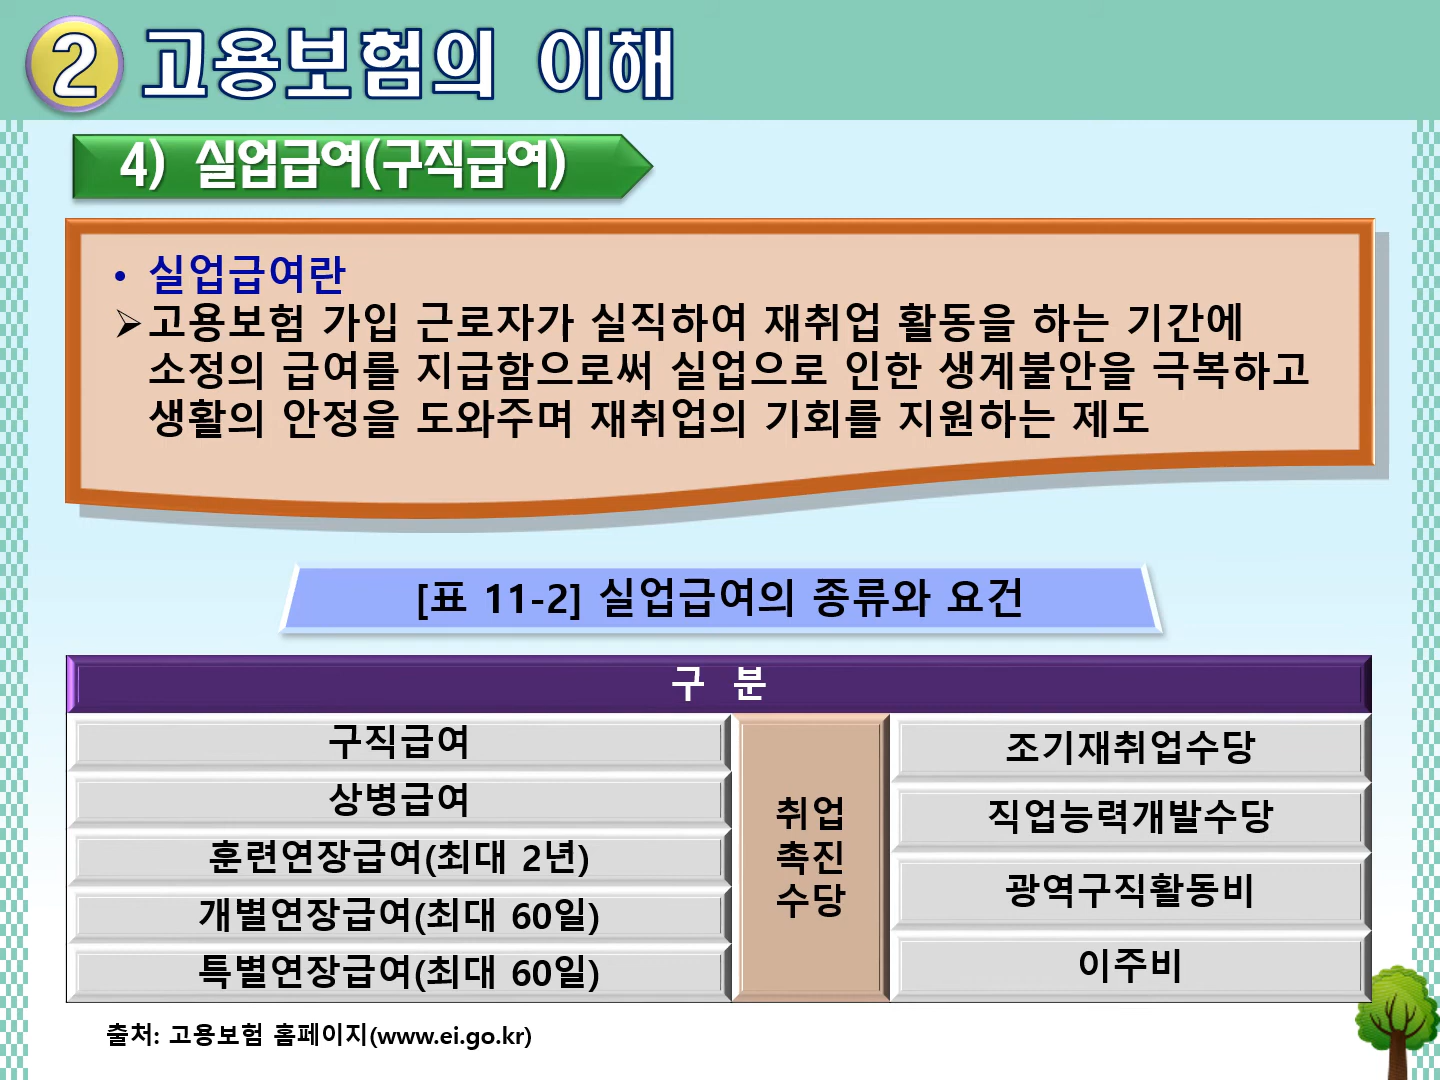 2 고용보험의 이해
4) 실업급여(구직급여)
• 실업급여란
➢고용보험 가입 근로자가 실직하여 재취업 활동을 하는 기간에
소정의 급여를 지급함으로써 실업으로 인한 생계불안을 극복하고
생활의 안정을 도와주며 재취업의 기회를 지원하는 제도
[표 11-2] 실업급여의 종류와 요건
구 분
구직급여
상병급여
훈련연장급여(최대 2년)
개별연장급여(최대 60일)
특별연장급여(최대 60일)
취업
촉진
수당
조기재취업수당
직업능력개발수당
광역구직활동비
이주비
출처: 고용보험 홈페이지(www.ei.go.kr)